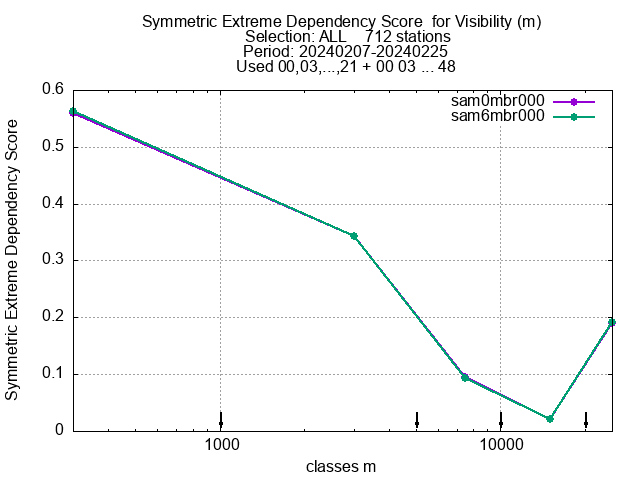 Symmetric Extreme Dependency Score  for Visibility (m)
Selection: ALL    712 stations
Period: 20240207-20240225
Used 00,03,...,21 + 00 03 ... 48
sam0mbr000
sam6mbr000
0.6
0.5
0.4
0.3
0.2
0.1
0
Symmetric Extreme Dependency Score
1000
10000
classes m